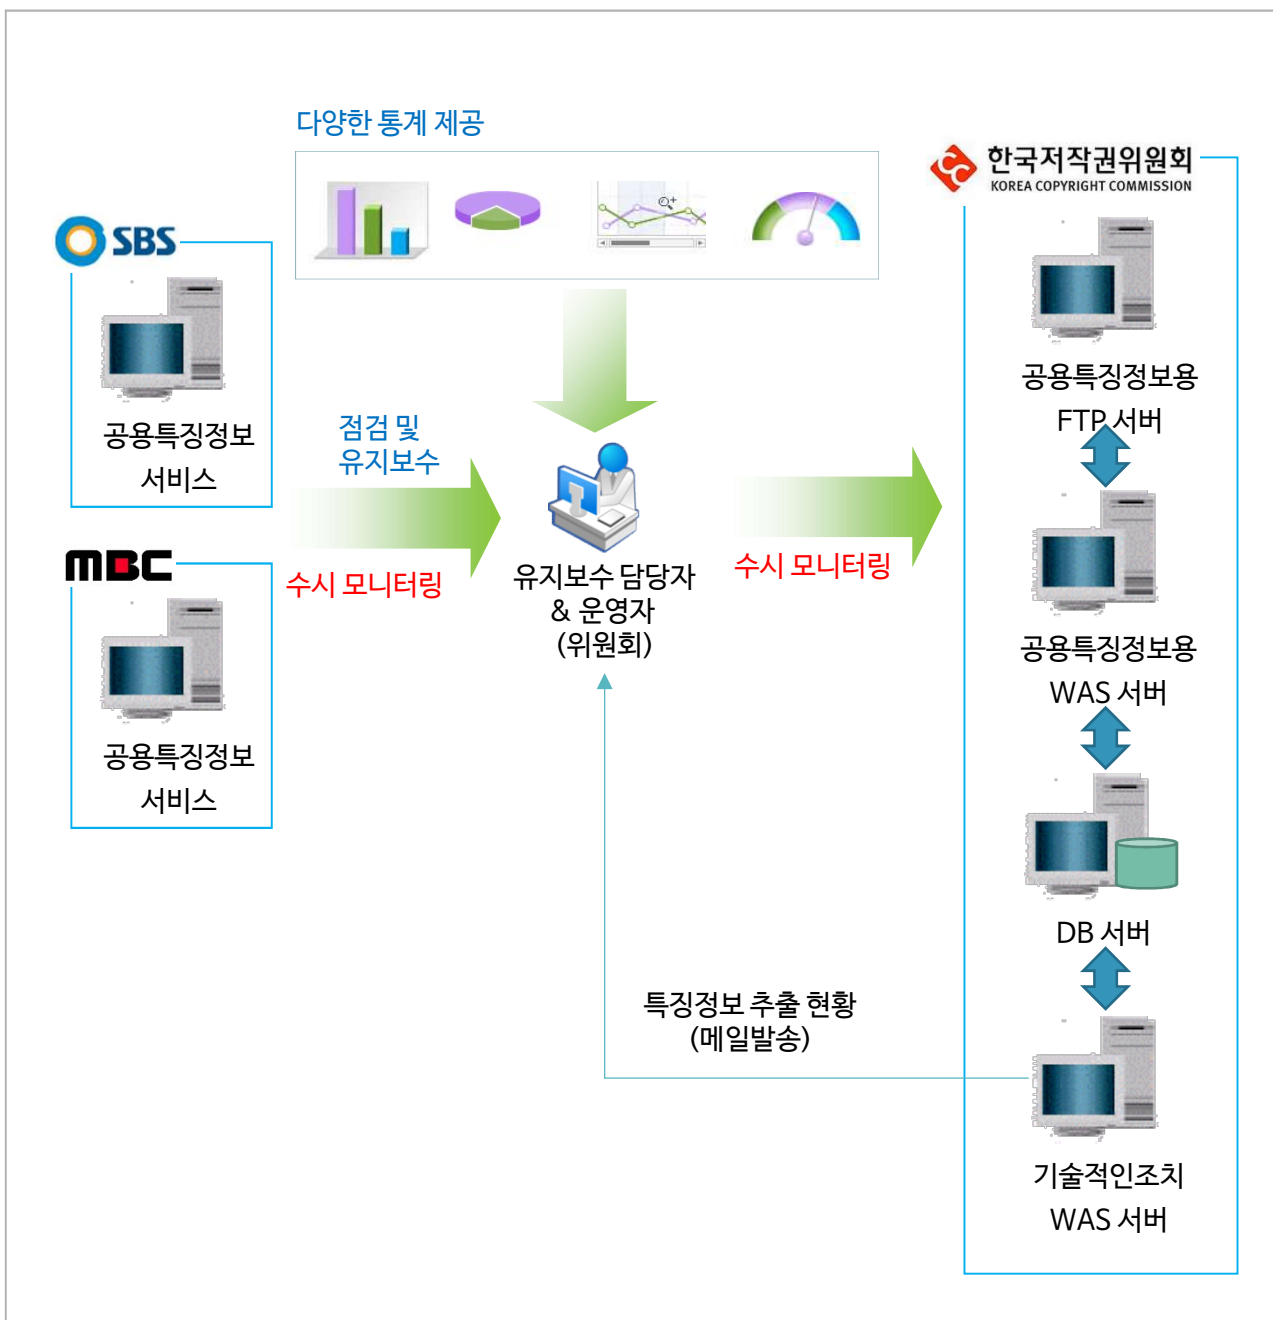 다양한 통계 제공
한국저작권위원회
KOREA COPYRIGHT COMMISSION
SBS
공용특징정보
서비스
점검 및
유지보수
수시 모니터링
MBC
공용특징정보
서비스
유지보수 담당자
& 운영자
(위원회)
수시 모니터링
공용특징정보용
FTP 서버
공용특징정보용
WAS 서버
DB 서버
특징정보 추출 현황
(메일발송)
기술적인조치
WAS 서버